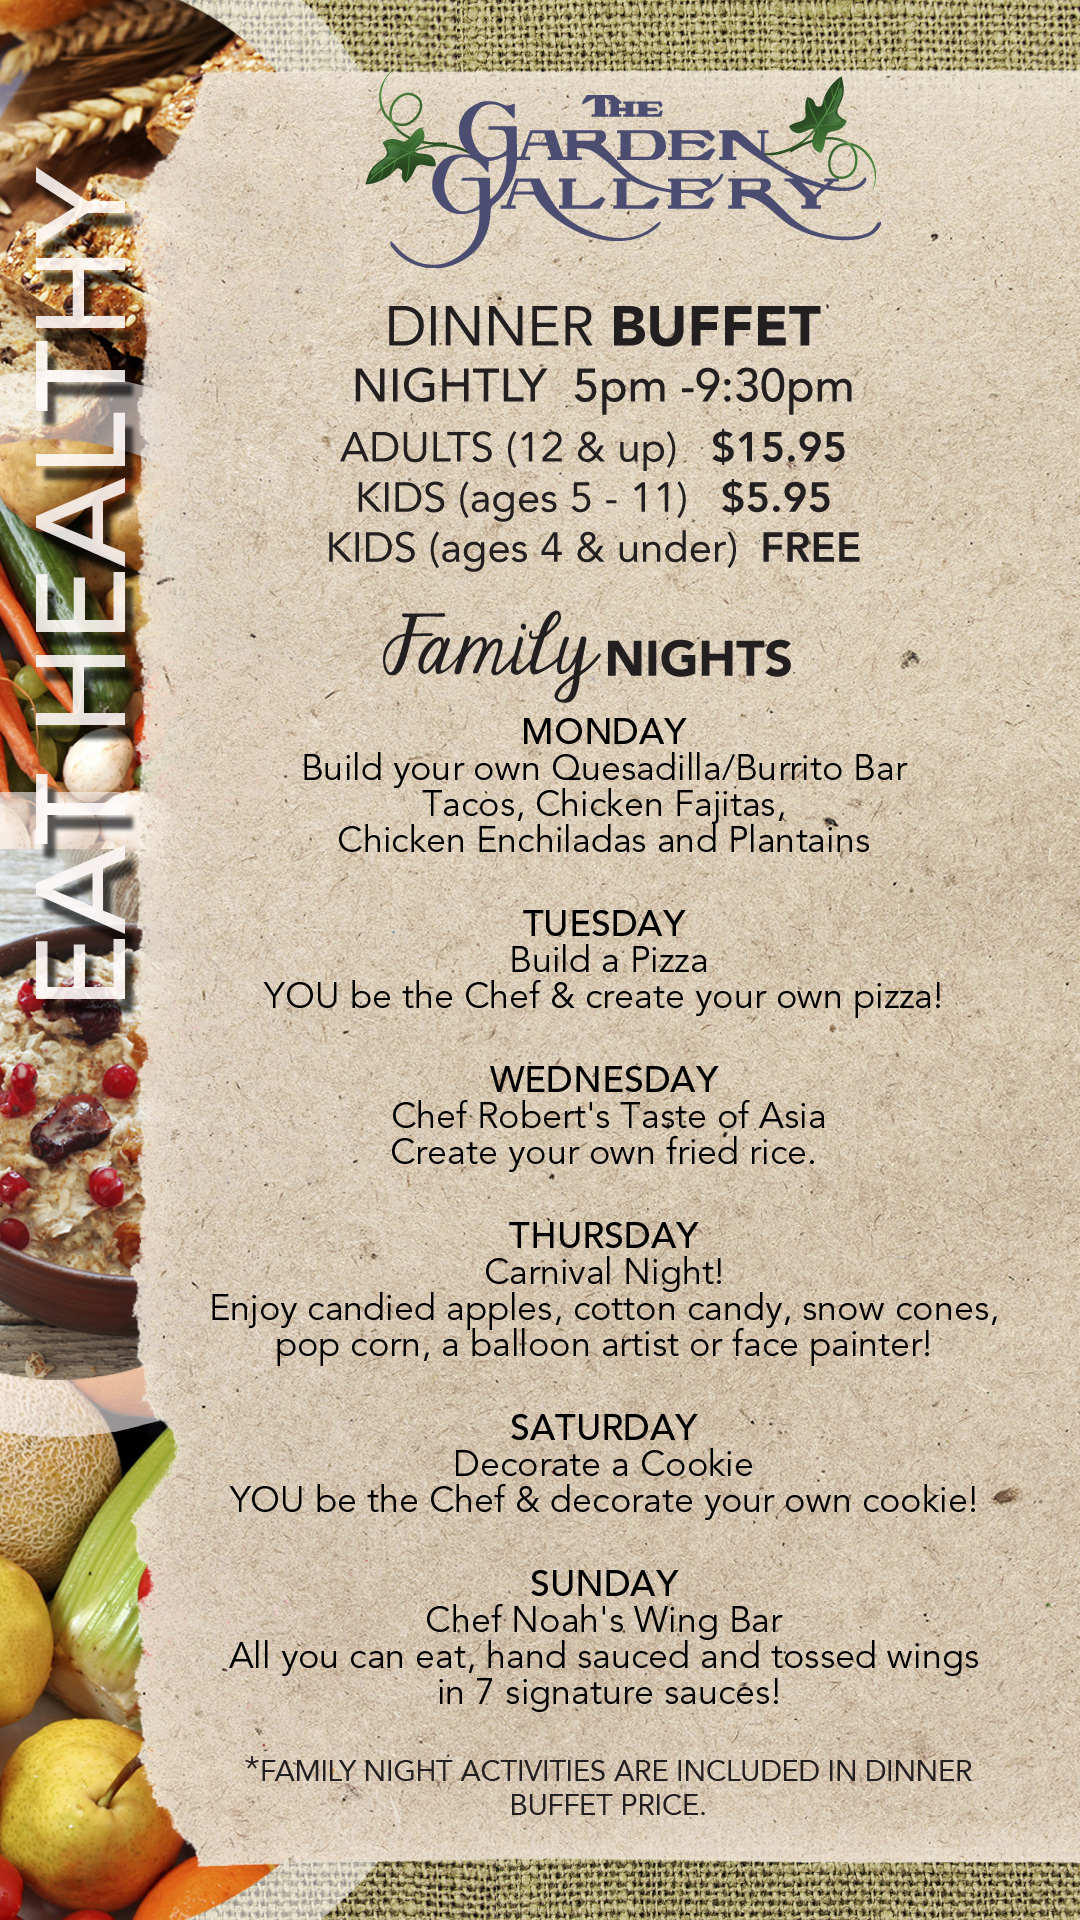 EAT HEALTHY
THE
GARDEN
GALLERY
DINNER BUFFET
NIGHTLY 5pm -9:30pm
ADULTS (12 & up) $15.95
KIDS (ages 5 - 11) $5.95
KIDS (ages 4 & under) FREE
Family NIGHTS
MONDAY
Build your own Quesadilla/Burrito Bar
Tacos, Chicken Fajitas,
Chicken Enchiladas and Plantains
TUESDAY
Build a Pizza
YOU be the Chef & create your own pizza!
WEDNESDAY
Chef Robert's Taste of Asia
Create your own fried rice.
THURSDAY
Carnival Night!
Enjoy candied apples, cotton candy, snow cones,
pop corn, a balloon artist or face painter!
SATURDAY
Decorate a Cookie
YOU be the Chef & decorate your own cookie!
SUNDAY
Chef Noah's Wing Bar
All you can eat, hand sauced and tossed wings
in 7 signature sauces!
*FAMILY NIGHT ACTIVITIES ARE INCLUDED IN DINNER
BUFFET PRICE.